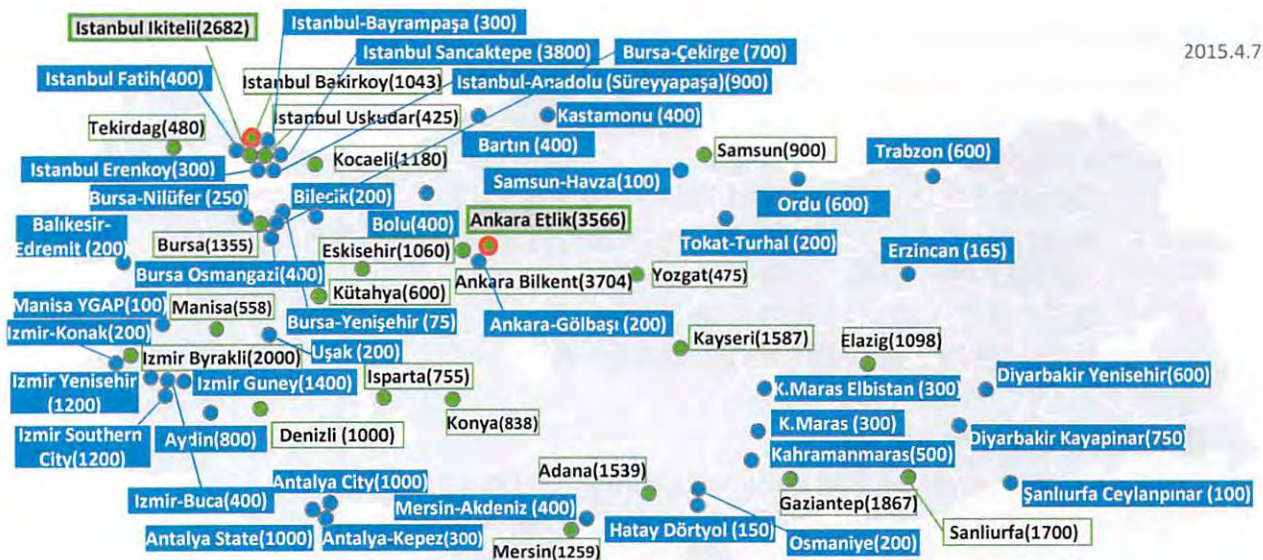 Istanbul Ikiteli(2682)
Istanbul-Bayrampaşa (300)
Istanbul Sancaktepe (3800)
Bursa-Çekirge (700)
2015.4.7
Istanbul Fatih(400)
Istanbul Bakirkoy(1043)
Istanbul-Anadolu (Süreyyapaşa)(900)
Tekirdag(480)
Istanbul Uskudar(425)
Kastamonu (400)
Bartın (400)
Istanbul Erenkoy(300)
Kocaeli(1180)
Samsun-Havza(100)
Samsun(900)
Trabzon (600)
Bursa-Nilüfer (250)
Bilecik(200)
Ordu (600)
Balıkesir-
Edremit (200)
Bursa(1355)
Bolu(400)
Ankara Etlik(3566)
Tokat-Turhal (200)
Erzincan (165)
Eskisehir(1060)
Bursa Osmangazi(400)
Ankara Bilkent(3704)
Yozgat(475)
Kütahya(600)
Manisa YGAP(100)
Manisa(558)
Bursa-Yenişehir (75)
Ankara-Gölbaşı (200)
Izmir-Konak(200)
Izmir Byrakli(2000)
Uşak (200)
Kayseri(1587)
Elazig(1098)
Izmir Yenisehir
(1200)
Izmir Guney(1400)
Isparta(755)
K.Maras Elbistan (300)
Diyarbakir Yenisehir(600)
Izmir Southern
City(1200)
Aydin(800)
Denizli (1000)
Konya(838)
K.Maras (300)
Diyarbakir Kayapinar(750)
Kahramanmaras(500)
Izmir-Buca(400)
Antalya City(1000)
Adana(1539)
Gaziantep(1867)
Şanlıurfa Ceylanpınar (100)
Mersin-Akdeniz (400)
Hatay Dörtyol (150)
Sanliurfa(1700)
Antalya State(1000)
Antalya-Kepez(300)
Mersin(1259)
Osmaniye(200)